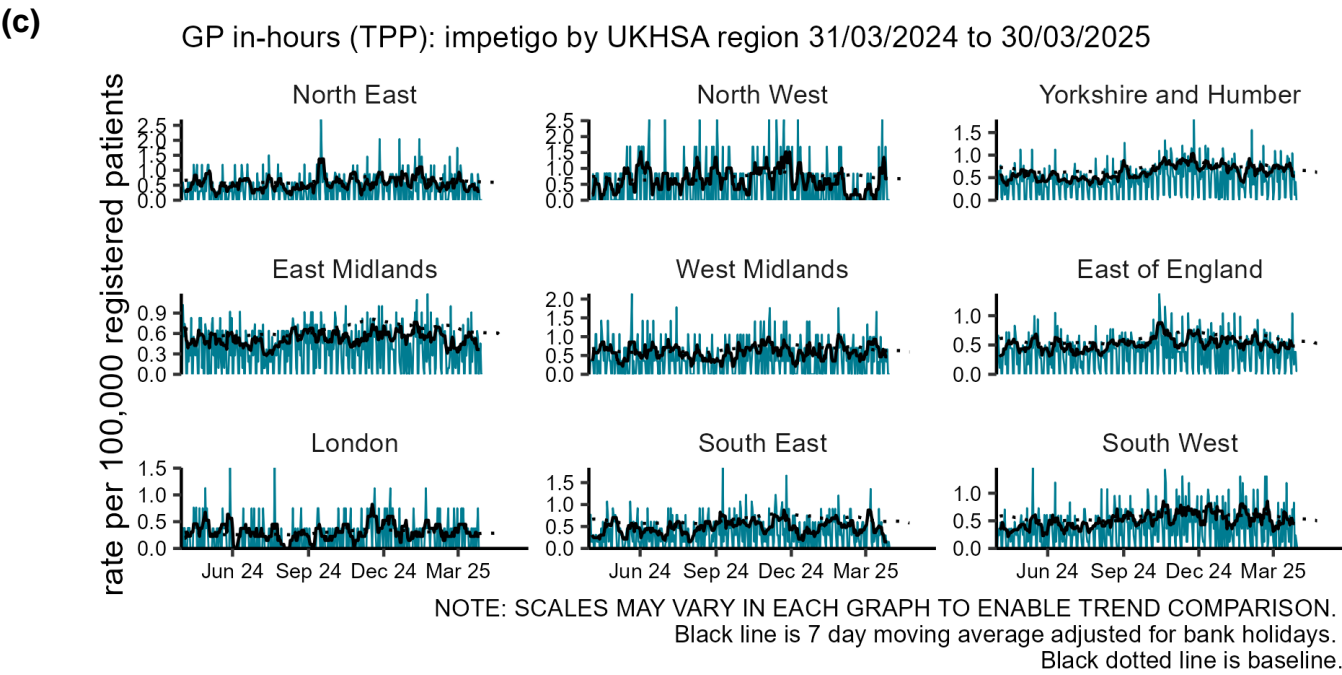 (c)
GP in-hours (TPP): impetigo by UKHSA region 31/03/2024 to 30/03/2025
rate per 100,000 registered patients
North East
2.5
2.0
1.5
1.0
0.5
0.0
North West
2.5
2.0
1.5
1.0
0.5
0.0
Yorkshire and Humber
1.5
1.0
0.5
0.0
East Midlands
0.9
0.6
0.3
0.0
West Midlands
2.0
1.5
1.0
0.5
0.0
East of England
1.0
0.5
0.0
London
1.5
1.0
0.5
0.0
Jun 24 Sep 24 Dec 24 Mar 25
South East
1.5
1.0
0.5
0.0
Jun 24 Sep 24 Dec 24 Mar 25
South West
1.0
0.5
0.0
Jun 24 Sep 24 Dec 24 Mar 25
NOTE: SCALES MAY VARY IN EACH GRAPH TO ENABLE TREND COMPARISON.
Black line is 7 day moving average adjusted for bank holidays.
Black dotted line is baseline.